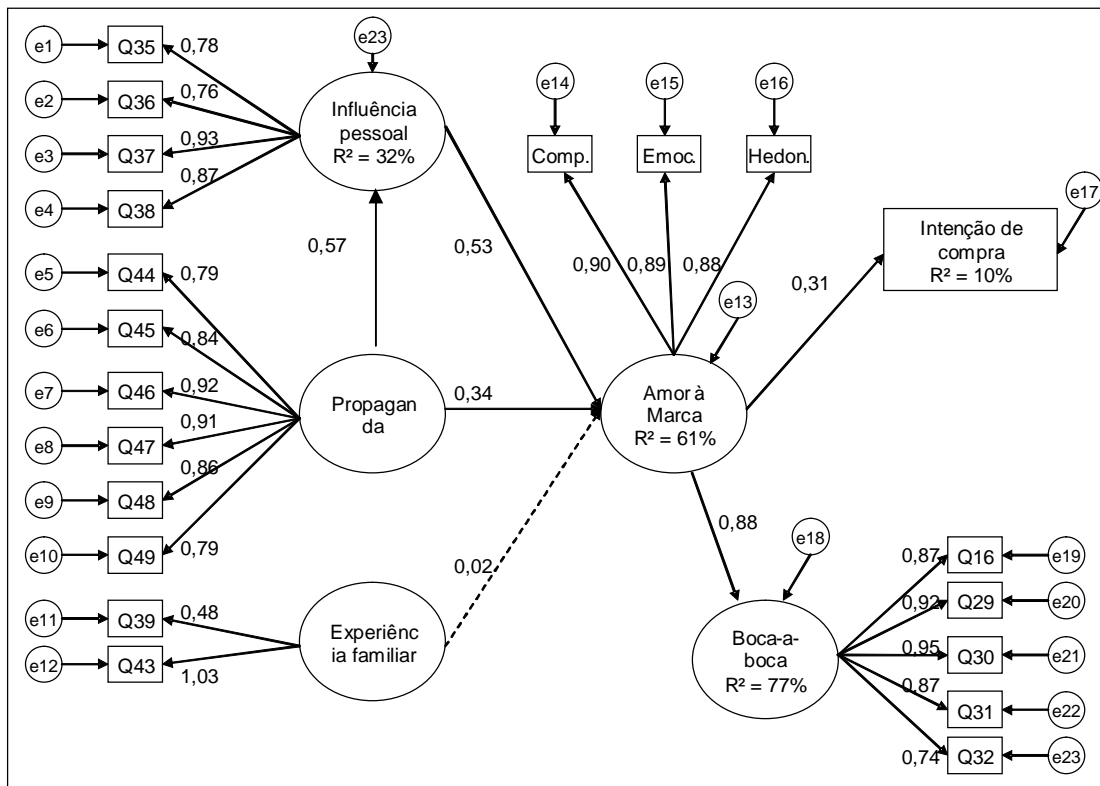 e1
Q35
0,78
e2
Q36
0,76
e3
Q37
0,93
e4
Q38
0,87
e23
Influência
pessoal
R² = 32%
e5
Q44
0,79
e6
Q45
0,84
e7
Q46
0,92
e8
Q47
0,91
e9
Q48
0,86
e10
Q49
0,79
0,57
Propagan
da
e11
Q39
0,48
e12
Q43
1,03
Experiênc
ia familiar
0,53
0,34
0,02
e14
e15
e16
Comp.
Emoc.
Hedon.
0,90
0,89
0,88
e13
Amor à
Marca
R² = 61%
0,31
e17
Intenção de
compra
R² = 10%
0,88
e18
Boca-a-
boca
R² = 77%
0,87
Q16
e19
0,92
Q29
e20
0,95
Q30
e21
0,87
Q31
e22
0,74
Q32
e23